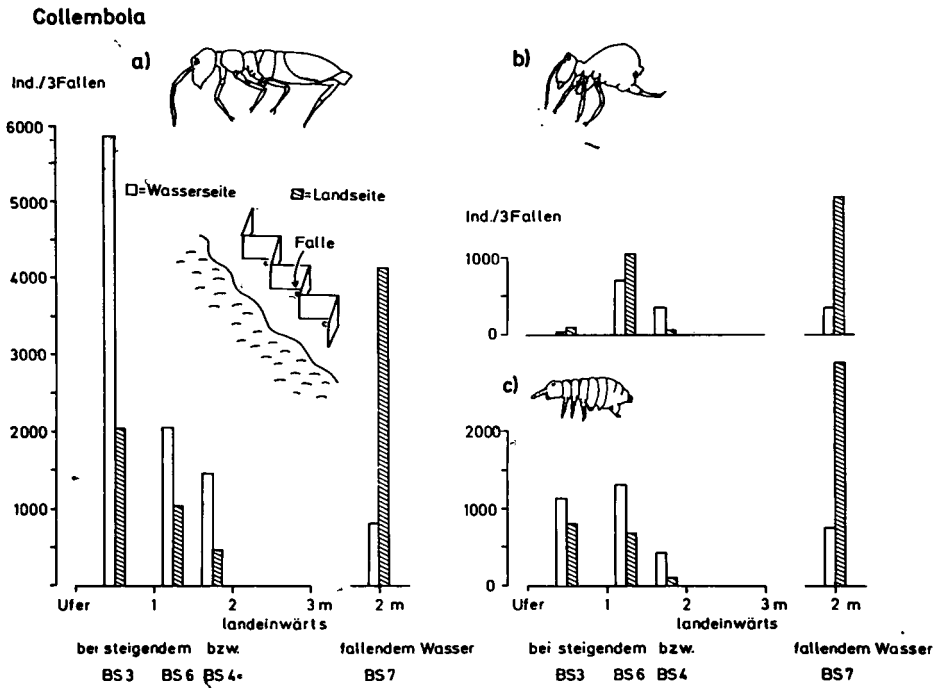 Collembola
a)
b)
Ind./3Fallen
6000
5000
4000
3000
2000
1000
□=Wasserseite
▨=Landseite
Falle
Ufer 1 2 3 m 2 m
landeinwärts
bei steigendem bzw. fallendem Wasser
BS3 BS6 BS4 BS7
Ind./3Fallen
1000
0
c)
2000
1000
0
Ufer 1 2 3 m 2 m
landeinwärts
bei steigendem bzw. fallendem Wasser
BS3 BS6 BS4 BS7